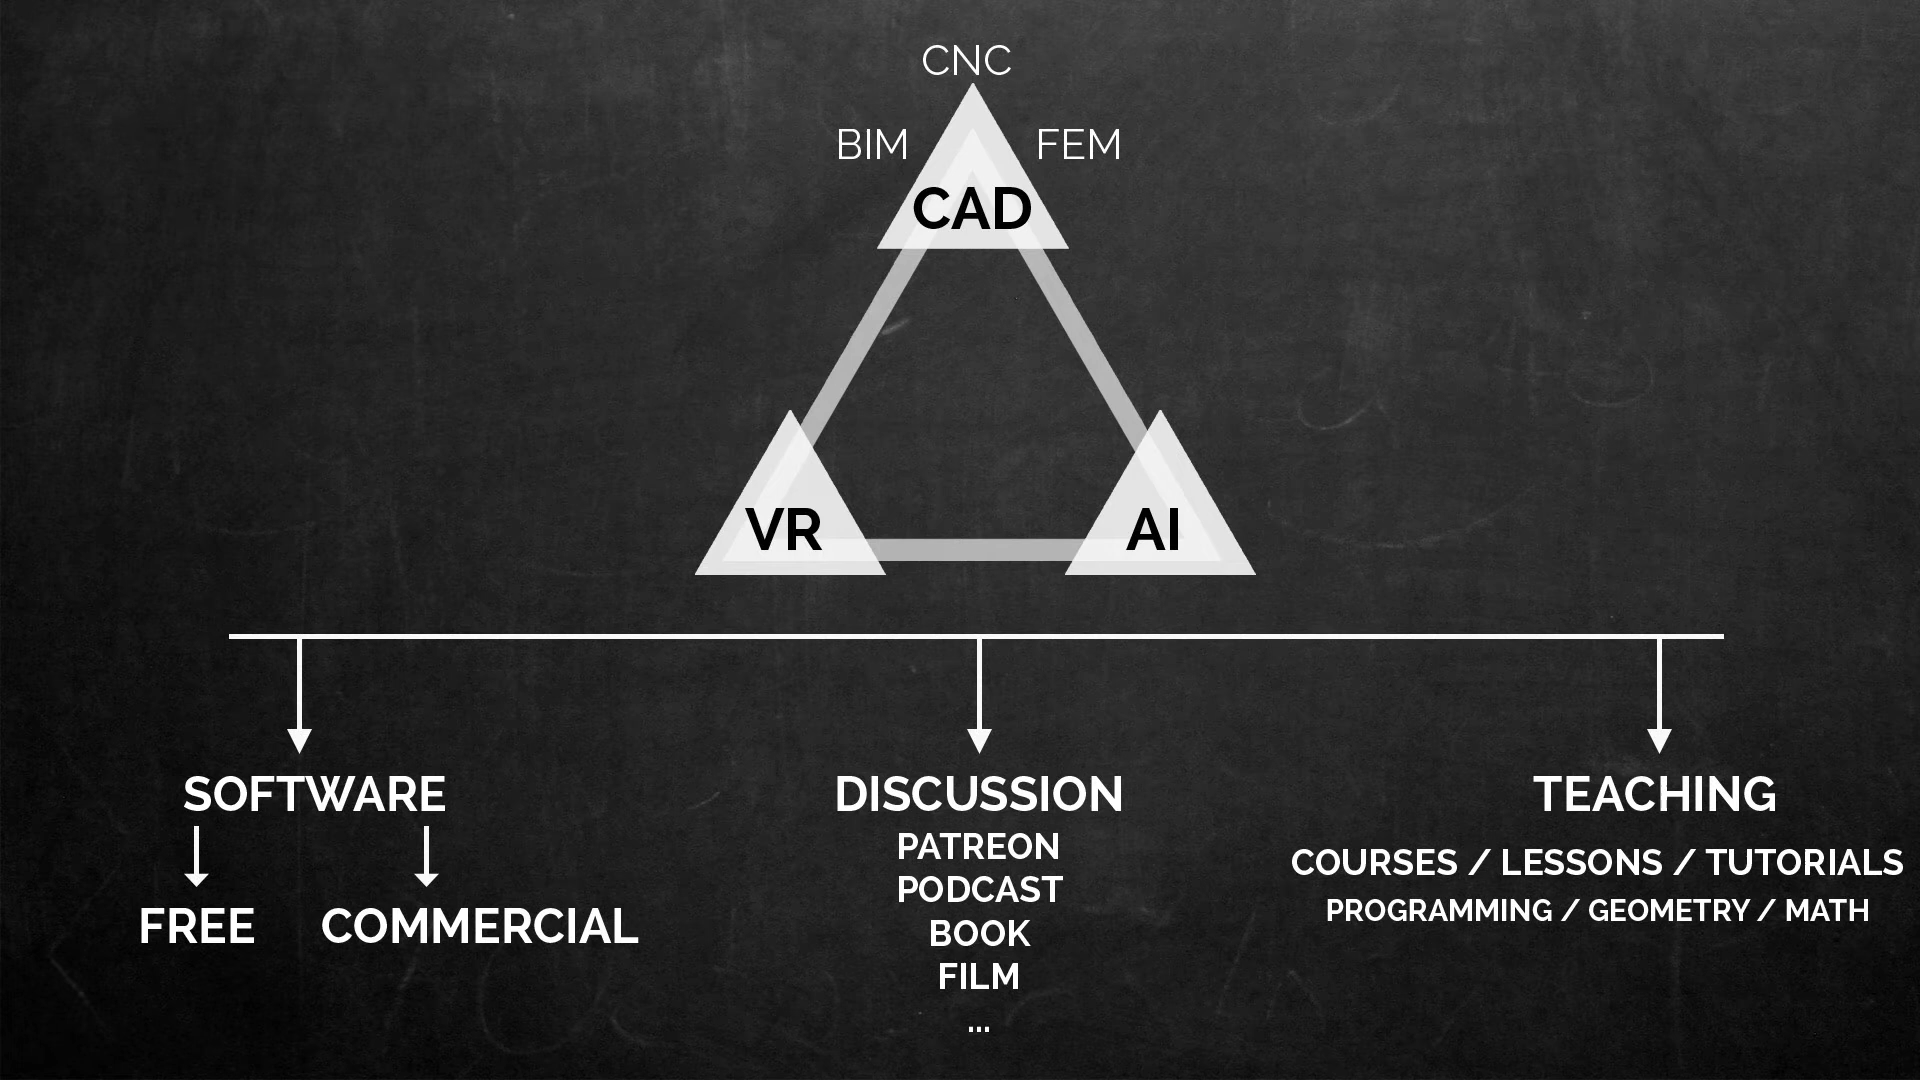 CNC
BIM FEM
CAD
VR AI
SOFTWARE DISCUSSION TEACHING
FREE COMMERCIAL
PATREON
PODCAST
BOOK
FILM
...
COURSES / LESSONS / TUTORIALS
PROGRAMMING / GEOMETRY / MATH